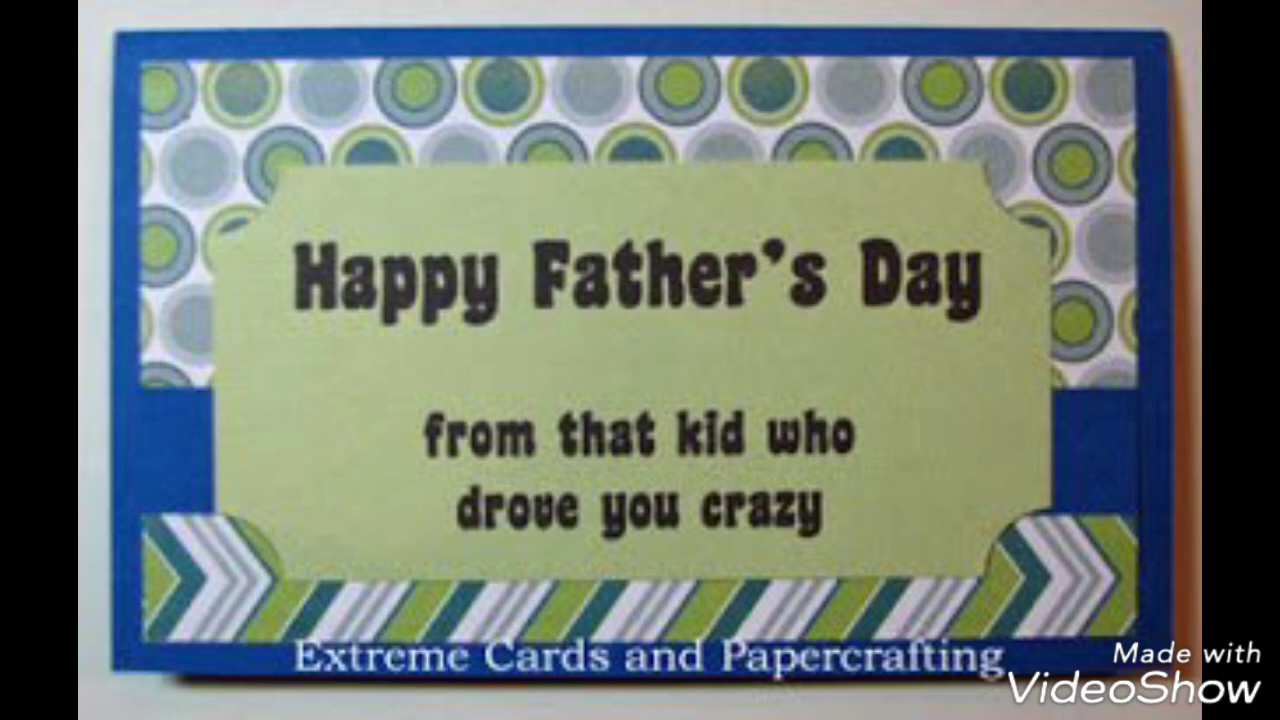 Happy Father's Day
from that kid who
drove you crazy
Extreme Cards and Papercrafting
Made with
VideoShow